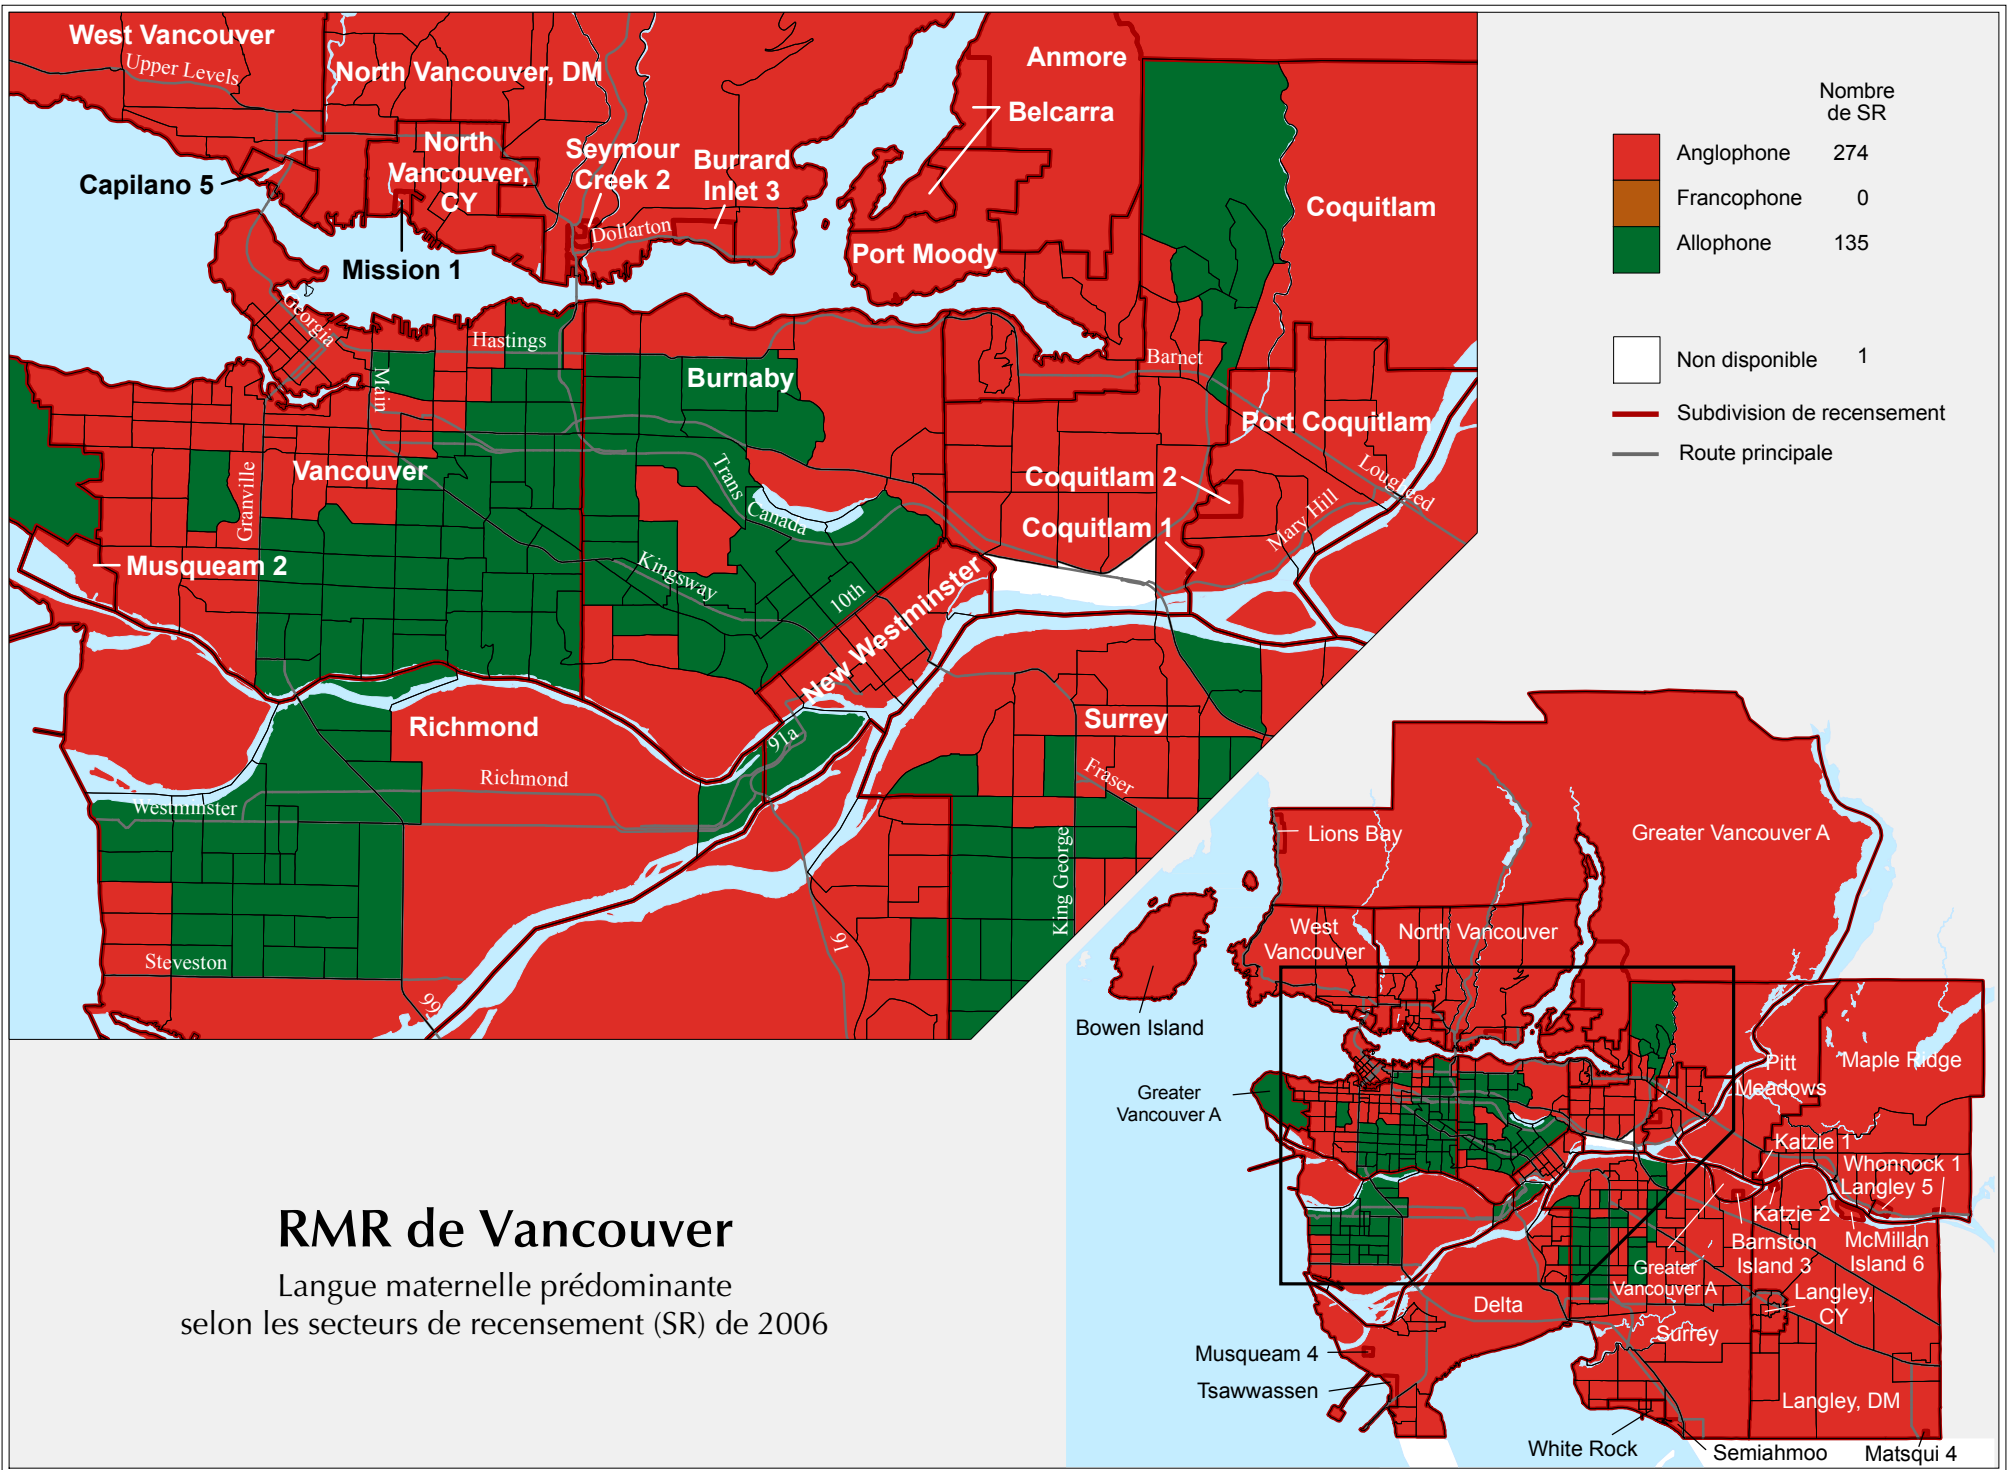 West Vancouver
Upper Levels
North Vancouver, DM
Anmore
Belcarra
North
Vancouver,
CY
Seymour
Creek 2
Burrard
Inlet 3
Capilano 5
Mission 1
Dollarton
Port Moody
Coquitlam
Georgia
Hastings
Main
Burnaby
Barnet
Port Coquitlam
Vancouver
Granville
Trans
Canada
Coquitlam 2
Lougheed
Mary Hill
Coquitlam 1
Musqueam 2
Kingsway
10th
New Westminster
Richmond
91a
Surrey
Richmond
Fraser
Westminster
King George
Steveston
91
99
Nombre
de SR
Anglophone 274
Francophone 0
Allophone 135
Non disponible 1
Subdivision de recensement
Route principale
RMR de Vancouver
Langue maternelle prédominante
selon les secteurs de recensement (SR) de 2006
Lions Bay
Greater Vancouver A
West
Vancouver
North Vancouver
Bowen Island
Greater
Vancouver A
Pitt
Meadows
Maple Ridge
Katzie 1
Whonnock 1
Langley 5
Katzie 2
Barnston
Island 3
McMillan
Island 6
Greater
Vancouver A
Langley,
CY
Delta
Surrey
Musqueam 4
Tsawwassen
Langley, DM
White Rock
Semiahmoo
Matsqui 4